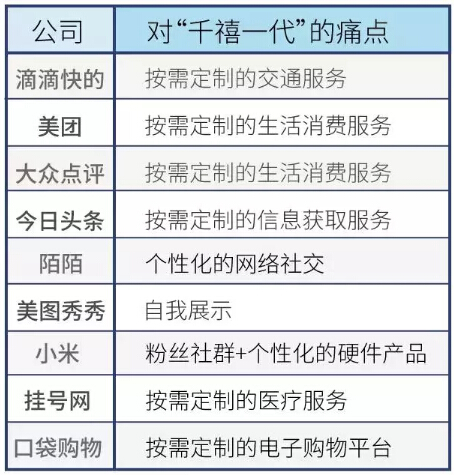 公司 对“千禧一代”的痛点
滴滴快的 按需定制的交通服务
美团 按需定制的生活消费服务
大众点评 按需定制的生活消费服务
今日头条 按需定制的信息获取服务
陌陌 个性化的网络社交
美图秀秀 自我展示
小米 粉丝社群+个性化的硬件产品
挂号网 按需定制的医疗服务
口袋购物 按需定制的电子购物平台